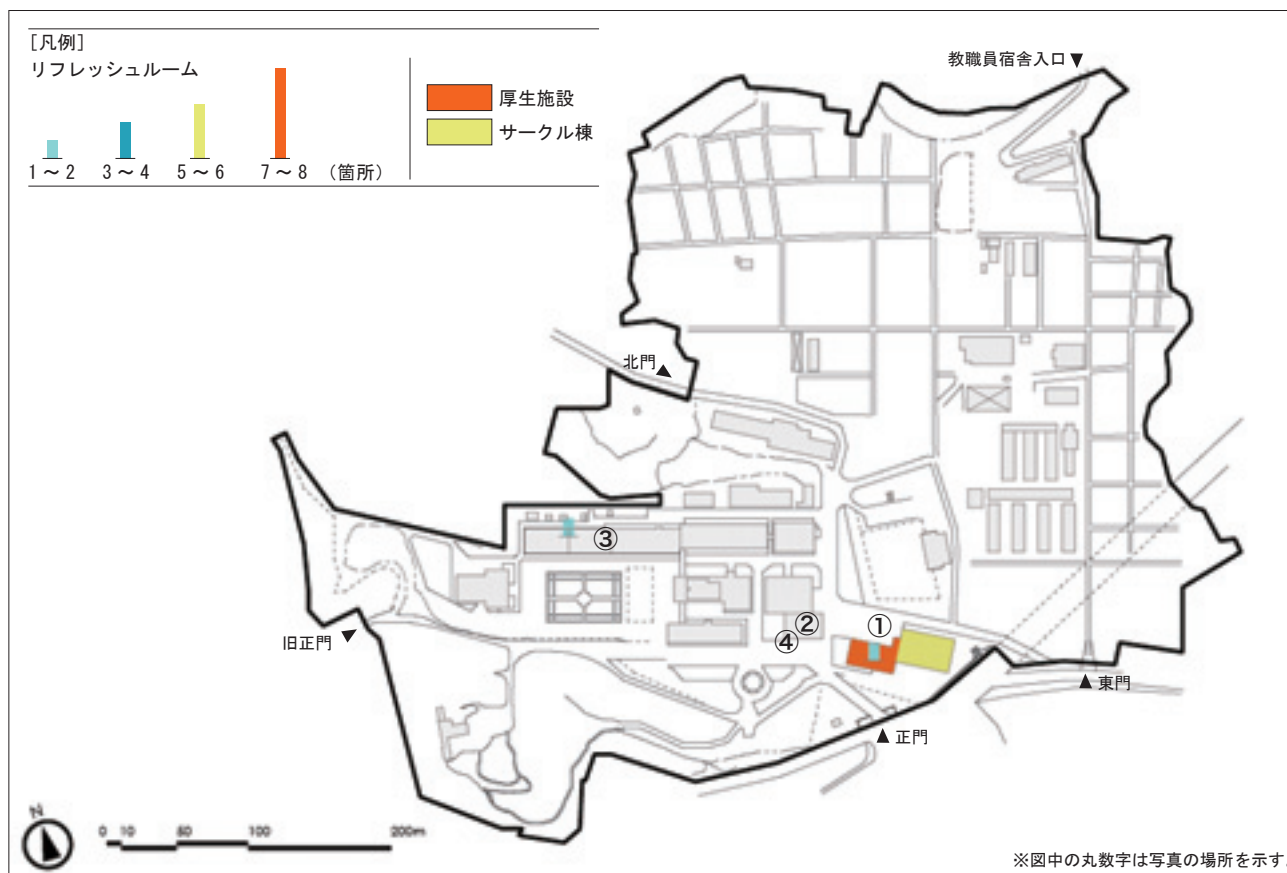 [凡例]
リフレッシュルーム
1～2 3～4 5～6 7～8 （箇所）
厚生施設
サークル棟
教職員宿舎入口▼
北門▶
③
②
①
④
旧正門▶
▲東門
▲正門
N
0 10 50 100 200m
※図中の丸数字は写真の場所を示す。